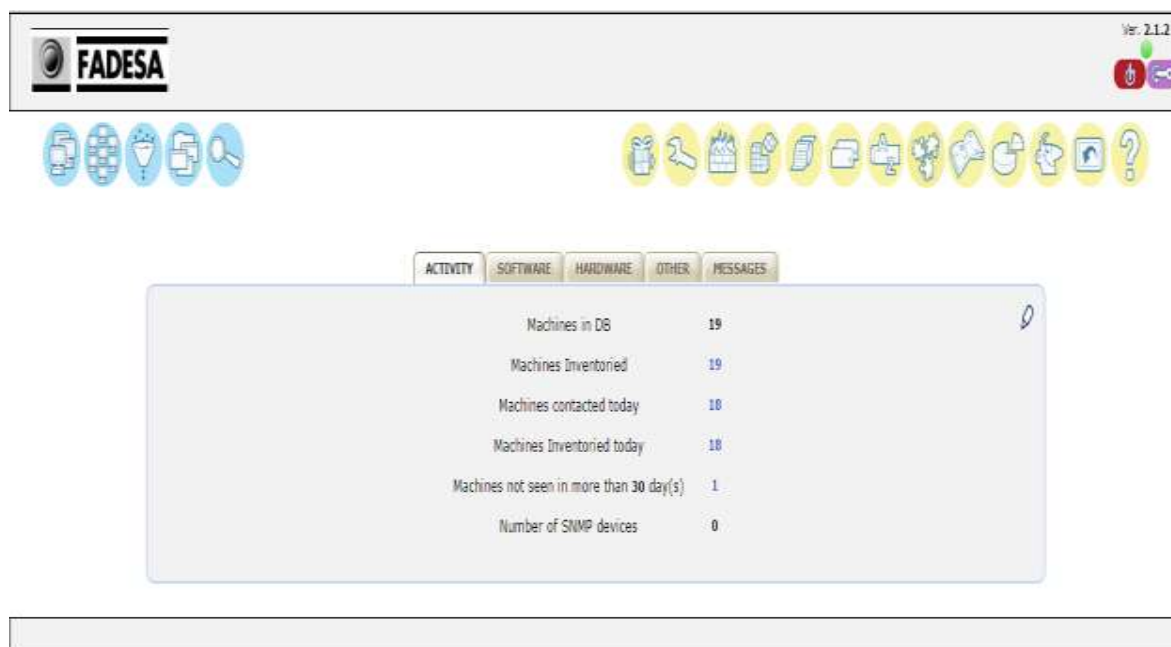 Ver. 2.1.2
FADESA
ACTIVITY SOFTWARE HARDWARE OTHER MESSAGES
Machines in DB 19
Machines Inventoried 19
Machines contacted today 18
Machines Inventoried today 18
Machines not seen in more than 30 day(s) 1
Number of SNMP devices 0